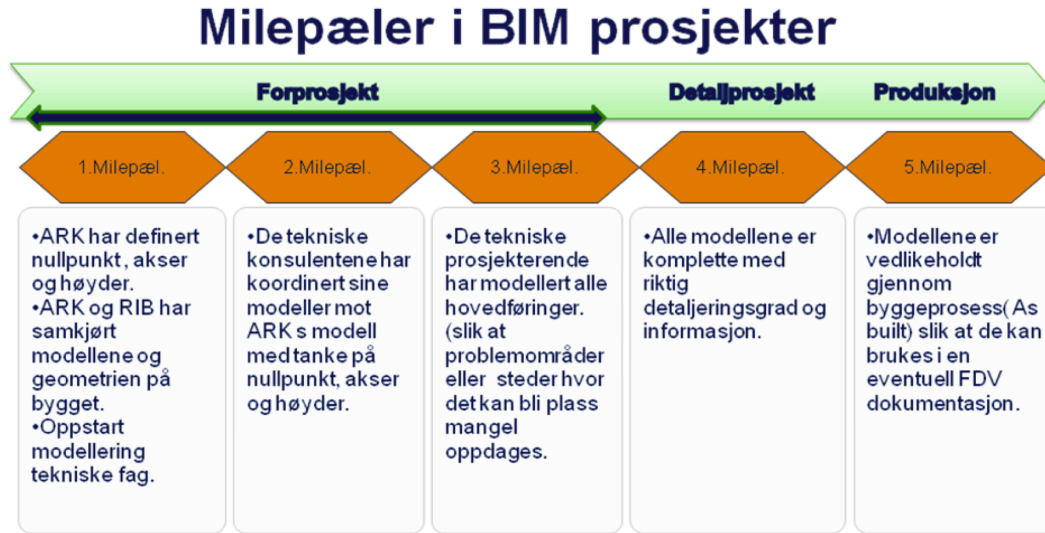 Milepæler i BIM prosjekter
Forprosjekt
Detaljprosjekt
Produksjon
1.Milepæl.
2.Milepæl.
3.Milepæl.
4.Milepæl.
5.Milepæl.
•ARK har definert
nullpunkt, akser
og høyder.
•ARK og RIB har
samkjørt
modellene og
geometrien på
bygget.
•Oppstart
modellering
tekniske fag.
•De tekniske
konsulentene har
koordinert sine
modeller mot
ARK s modell
med tanke på
nullpunkt, akser
og høyder.
•De tekniske
prosjekterende
har modellert alle
hovedføringer.
(slik at
problemområder
eller steder hvor
det kan bli plass
mangel
oppdages.
•Alle modellene er
komplette med
riktig
detaljeringsgrad og
informasjon.
•Modellene er
vedlikeholdt
gjennom
byggeprosess(As
built) slik at de kan
brukes i en
eventuell FDV
dokumentasjon.